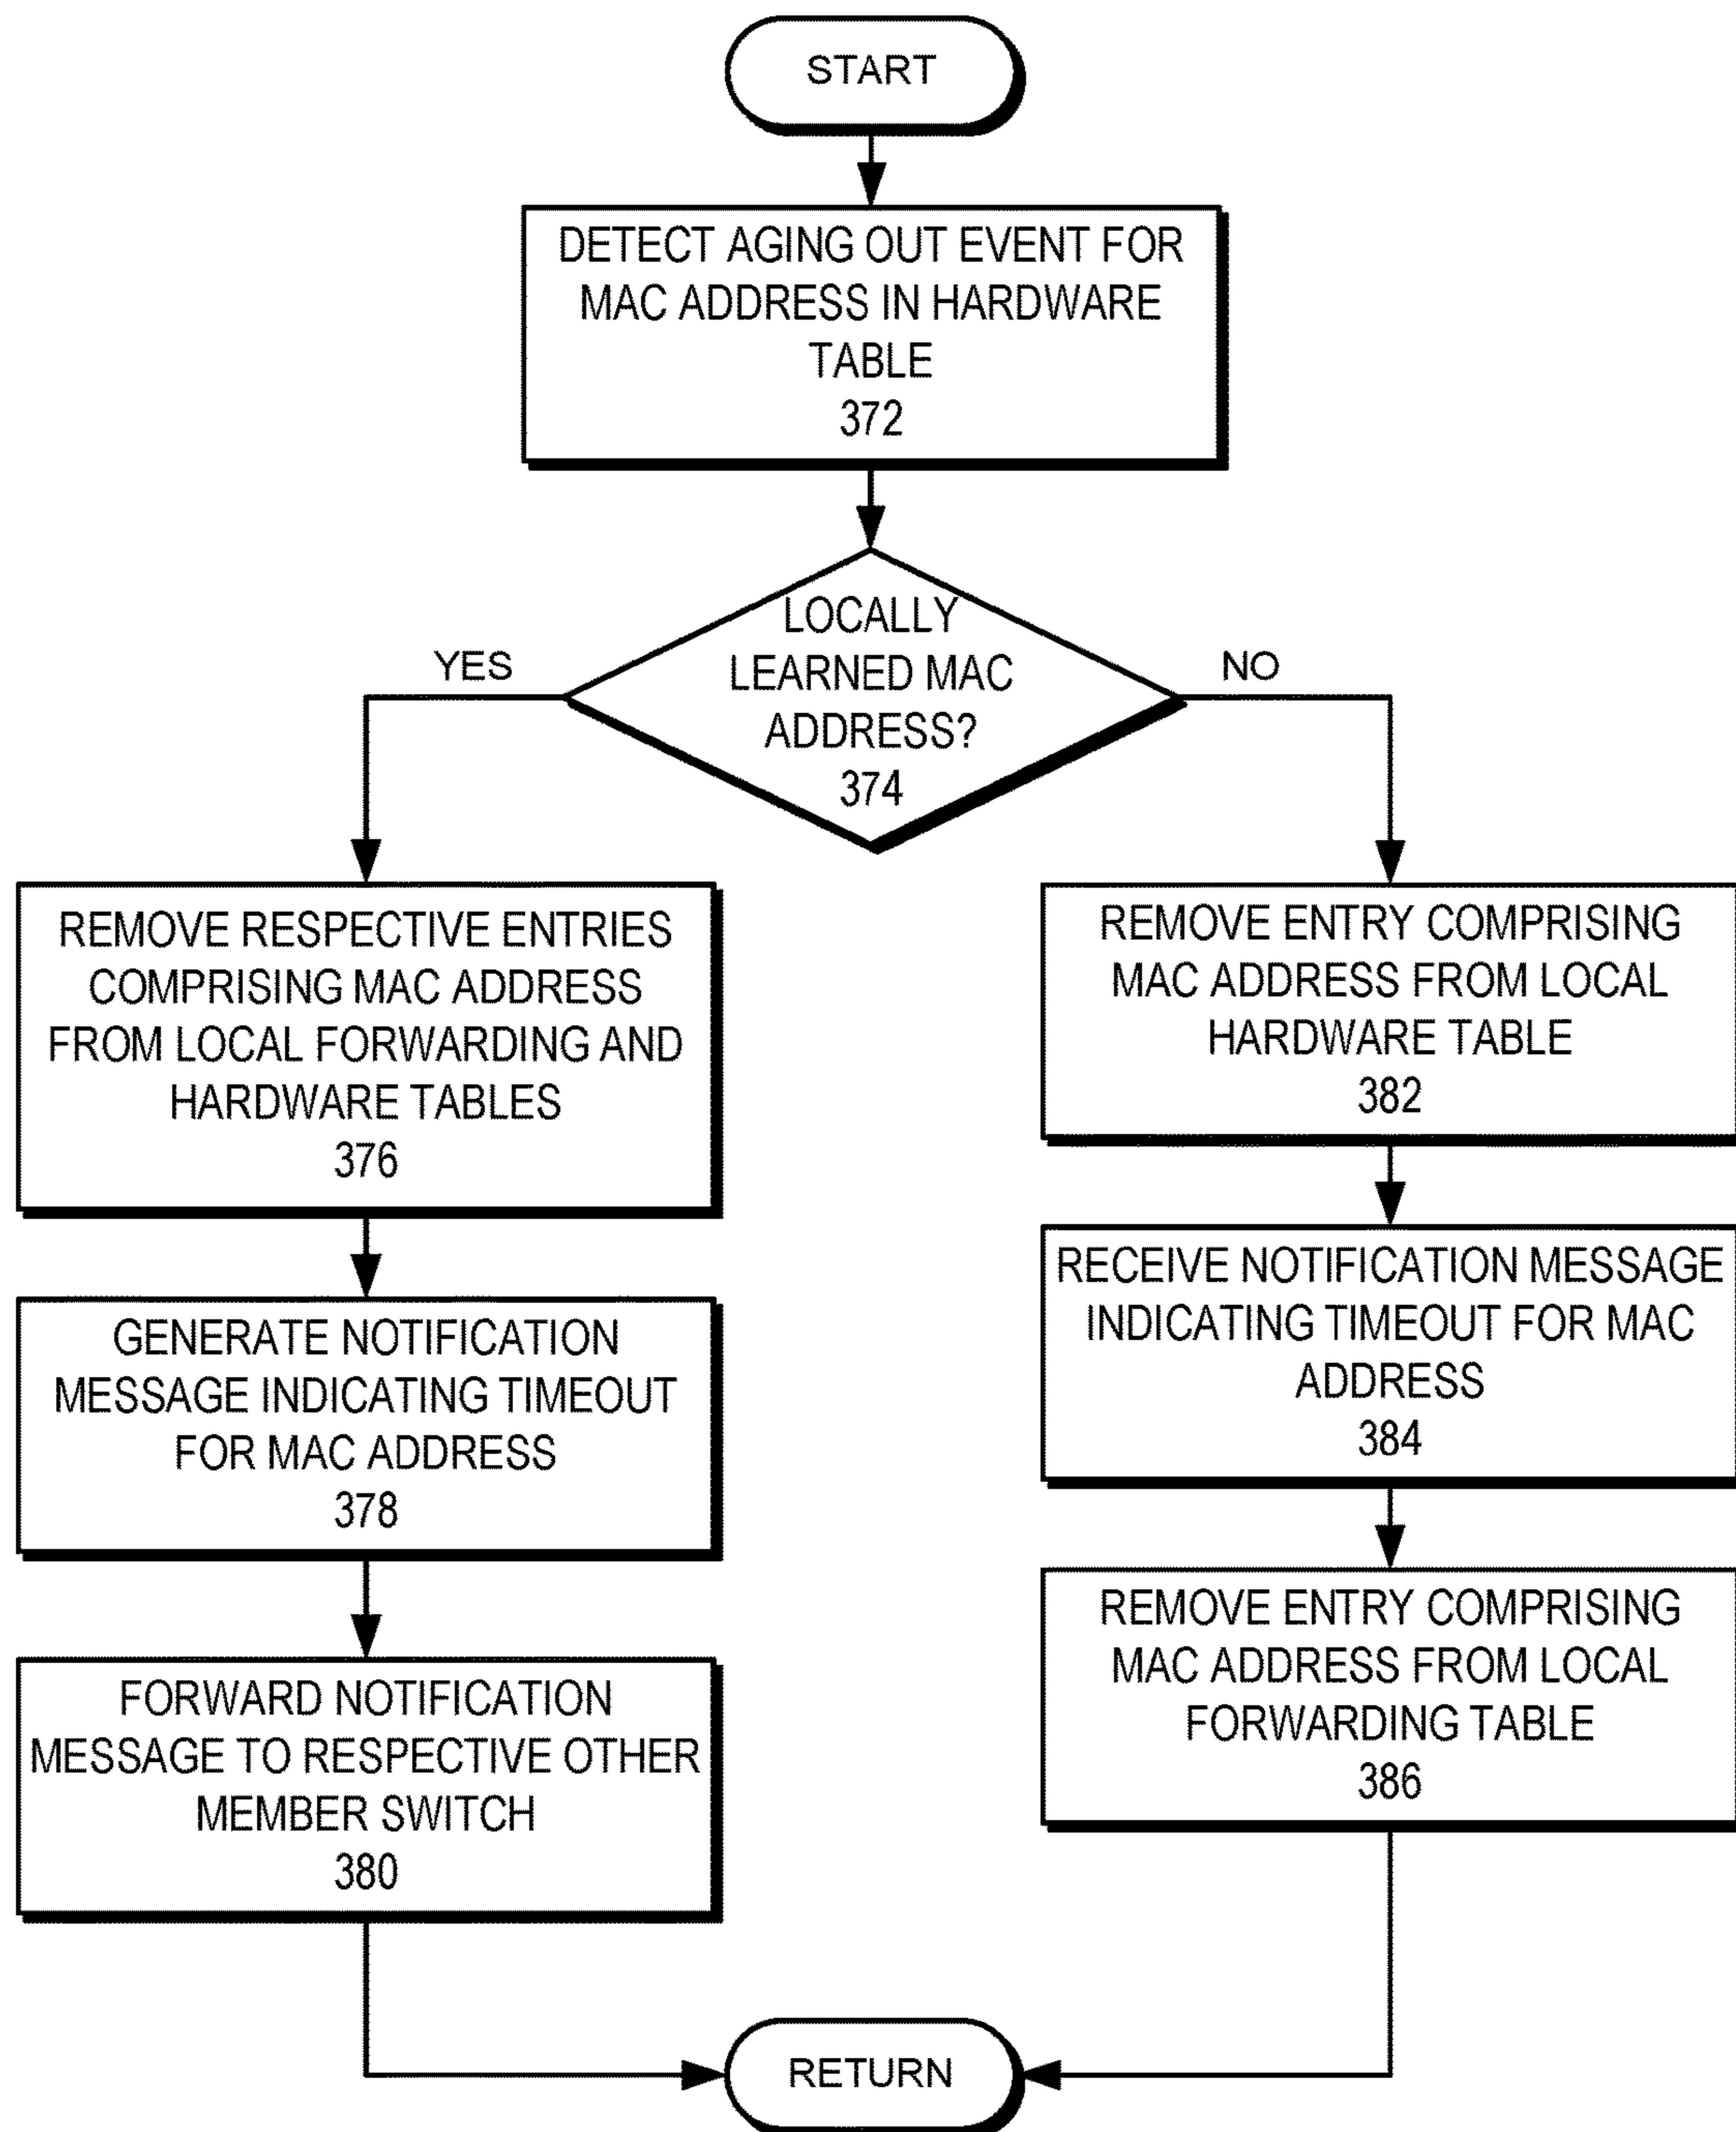 START
DETECT AGING OUT EVENT FOR
MAC ADDRESS IN HARDWARE
TABLE
372
LOCALLY
LEARNED MAC
ADDRESS?
374
YES
NO
REMOVE RESPECTIVE ENTRIES
COMPRISING MAC ADDRESS
FROM LOCAL FORWARDING AND
HARDWARE TABLES
376
GENERATE NOTIFICATION
MESSAGE INDICATING TIMEOUT
FOR MAC ADDRESS
378
FORWARD NOTIFICATION
MESSAGE TO RESPECTIVE OTHER
MEMBER SWITCH
380
REMOVE ENTRY COMPRISING
MAC ADDRESS FROM LOCAL
HARDWARE TABLE
382
RECEIVE NOTIFICATION MESSAGE
INDICATING TIMEOUT FOR MAC
ADDRESS
384
REMOVE ENTRY COMPRISING
MAC ADDRESS FROM LOCAL
FORWARDING TABLE
386
RETURN